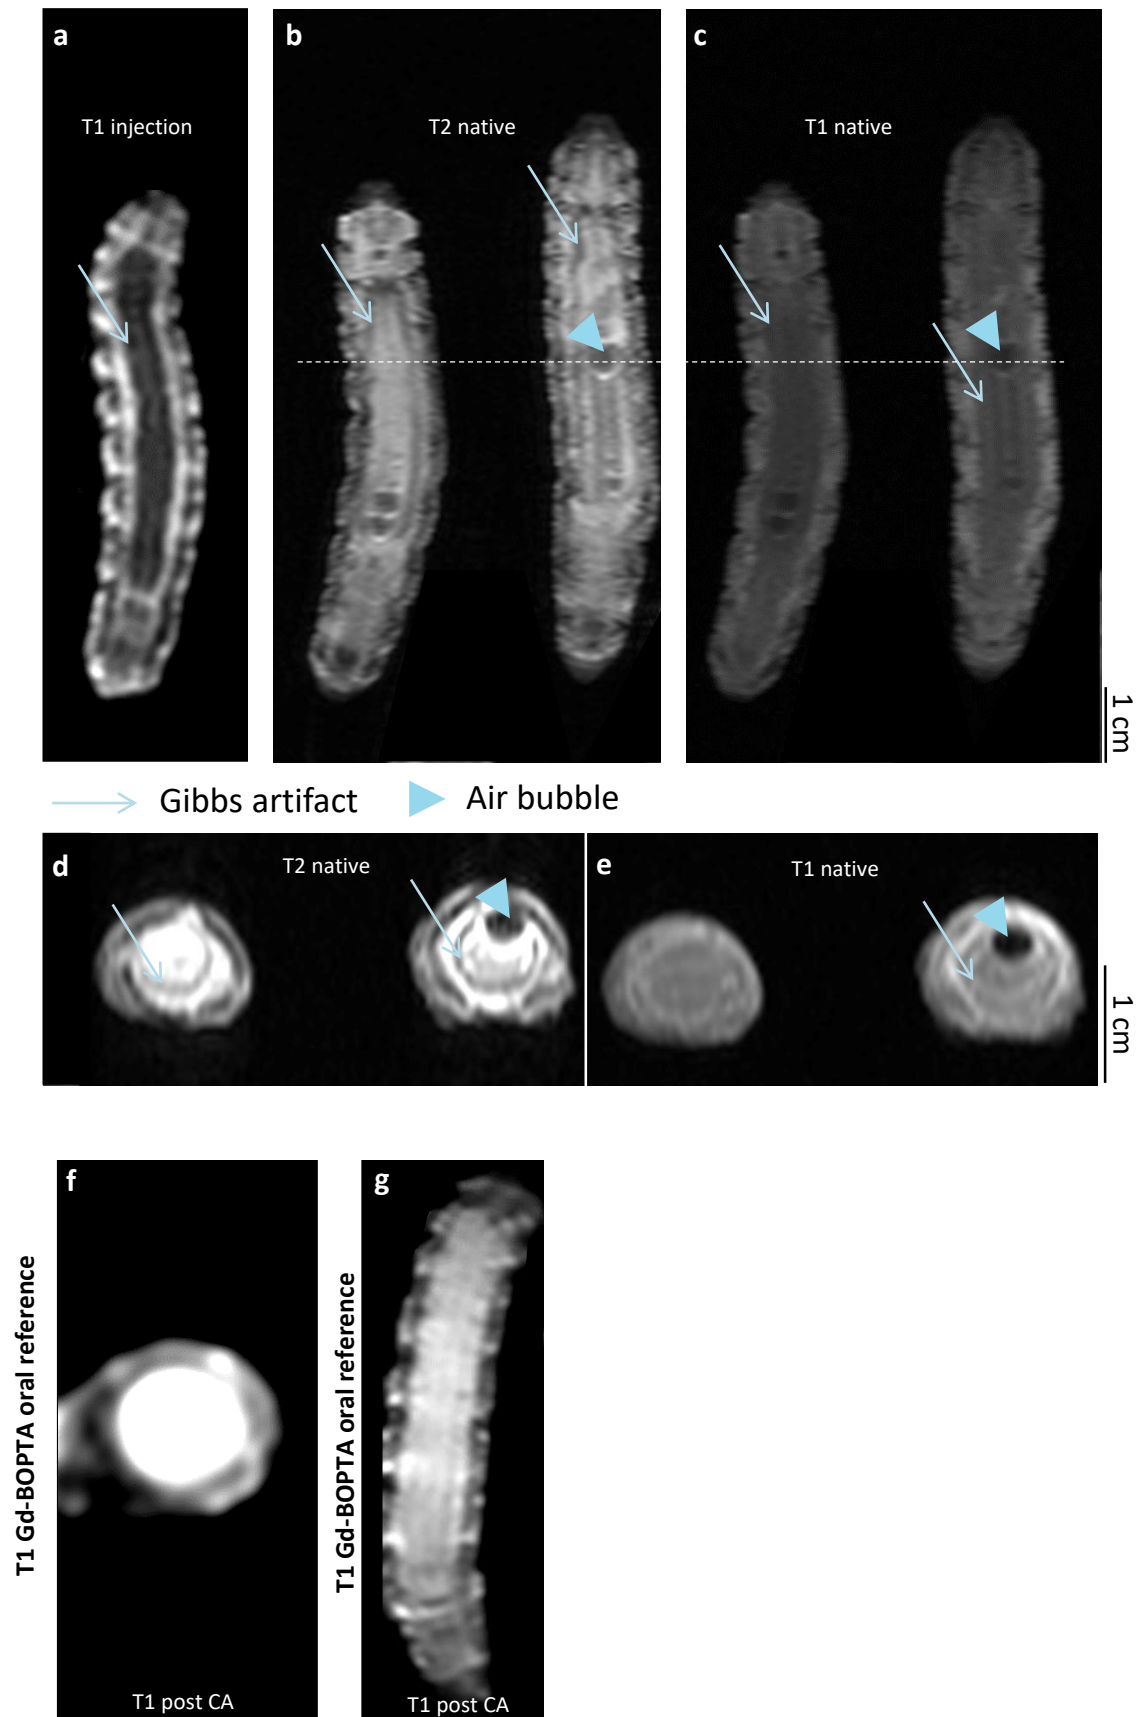 a
b
c
T1 injection
T2 native
T1 native
1 cm
Gibbs artifact
Air bubble
d
T2 native
e
T1 native
1 cm
f
g
T1 Gd-BOPTA oral reference
T1 Gd-BOPTA oral reference
T1 post CA
T1 post CA